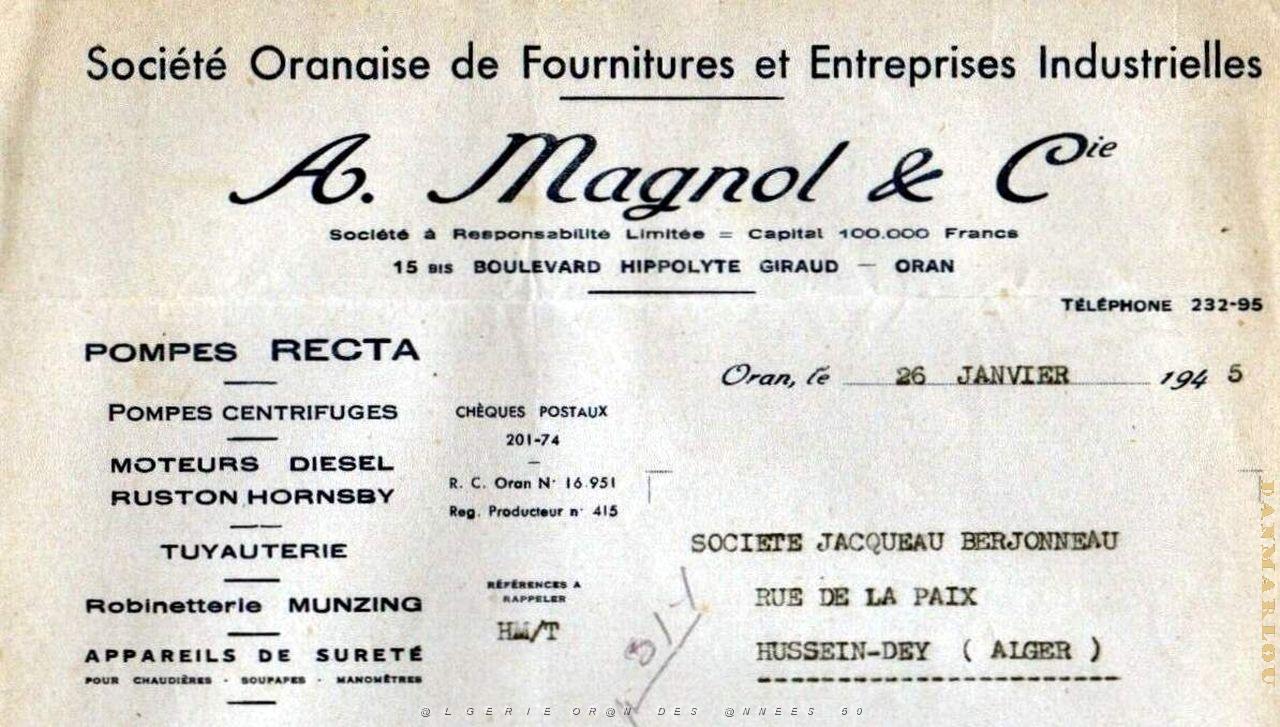 Société Oranaise de Fournitures et Entreprises Industrielles
A. Magnol & Cie
Société à Responsabilité Limitée = Capital 100.000 Francs
15 BIS BOULEVARD HIPPOLYTE GIRAUD — ORAN
TÉLÉPHONE 232-95
Oran, le 26 JANVIER 194 5
POMPES RECTA
POMPES CENTRIFUGES
MOTEURS DIESEL
RUSTON HORNSBY
TUYAUTERIE
Robinetterie MUNZING
APPAREILS DE SURETÉ
POUR CHAUDIÈRES - SOUPAPES - MANOMÈTRES
CHÈQUES POSTAUX
201-74
R. C. Oran N° 16.951
Reg. Producteur n° 415
RÉFÉRENCES A
RAPPELER
HM/T
SOCIETE JACQUEAU BERJONNEAU
RUE DE LA PAIX
HUSSEIN-DEY ( ALGER )
DANMARLOU
@LGERIE OR@N DES @NNEES 50